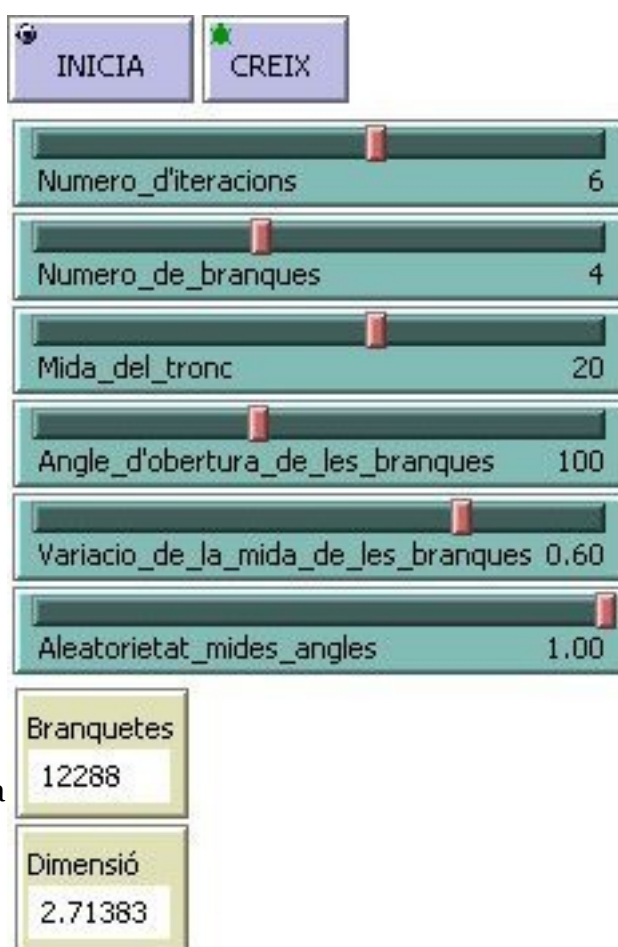 INICIA CREIX
Numero_d'iteracions 6
Numero_de_branques 4
Mida_del_tronc 20
Angle_d'obertura_de_les_branques 100
Variacio_de_la_mida_de_les_branques 0.60
Aleatorietat_mides_angles 1.00
Branquetes
12288
Dimensió
2.71383